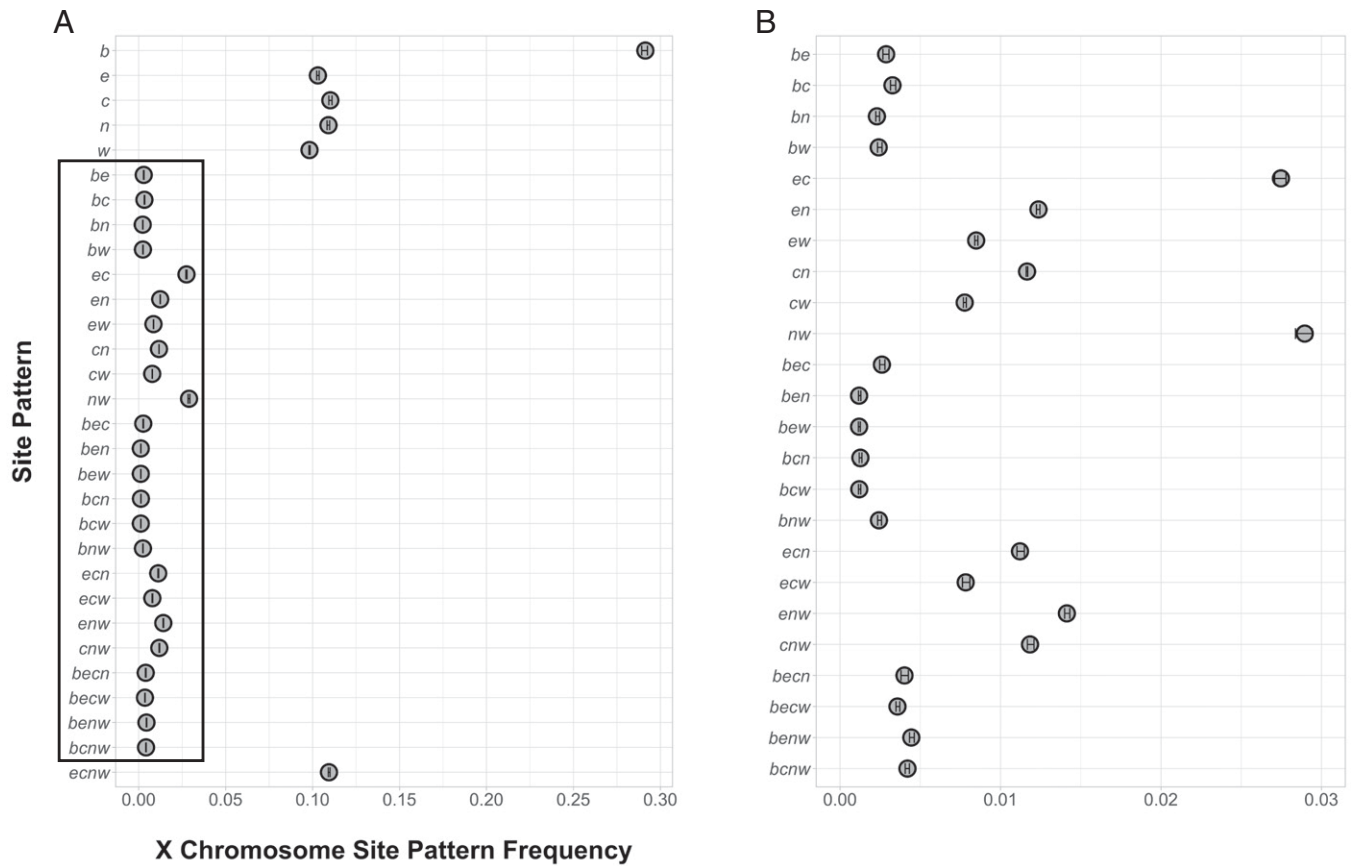 A
b
e
c
n
w
be
bc
bn
bw
ec
en
ew
cn
cw
nw
bec
ben
bew
bcn
bcw
bnw
ecn
ecw
enw
cnw
becn
becw
benw
bcnw
ecnw
0.00 0.05 0.10 0.15 0.20 0.25 0.30
Site Pattern
X Chromosome Site Pattern Frequency
B
be
bc
bn
bw
ec
en
ew
cn
cw
nw
bec
ben
bew
bcn
bcw
bnw
ecn
ecw
enw
cnw
becn
becw
benw
bcnw
0.00 0.01 0.02 0.03